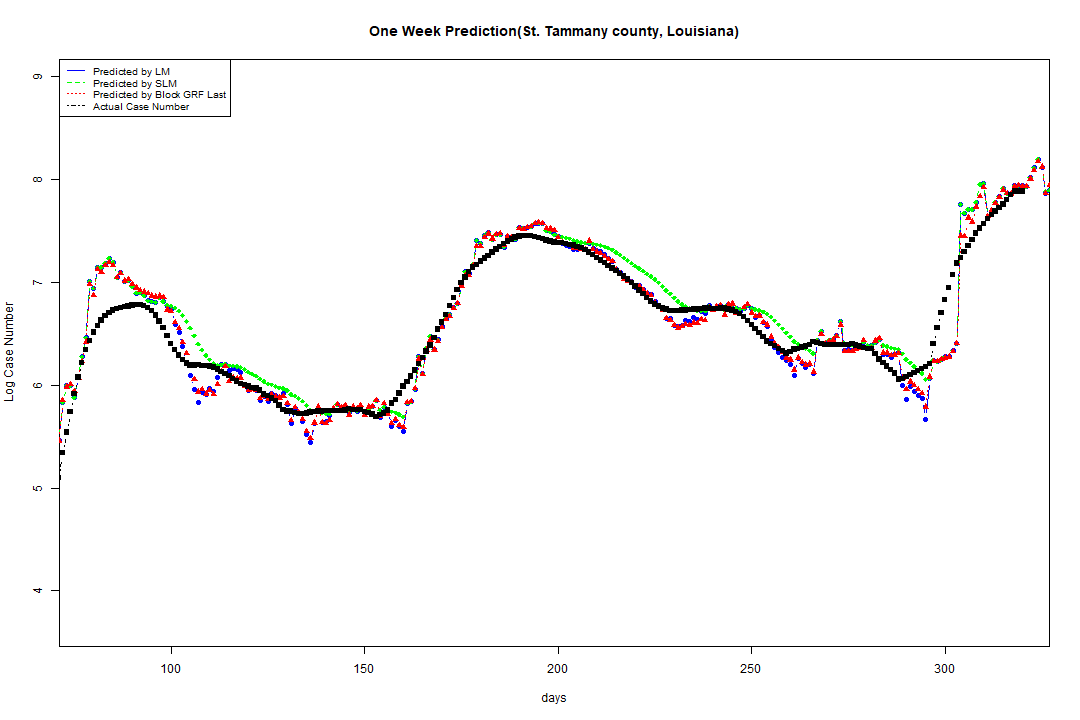 One Week Prediction(St. Tammany county, Louisiana)
Predicted by LM
Predicted by SLM
Predicted by Block GRF Last
Actual Case Number
9
8
7
6
5
4
Log Case Number
100 150 200 250 300
days